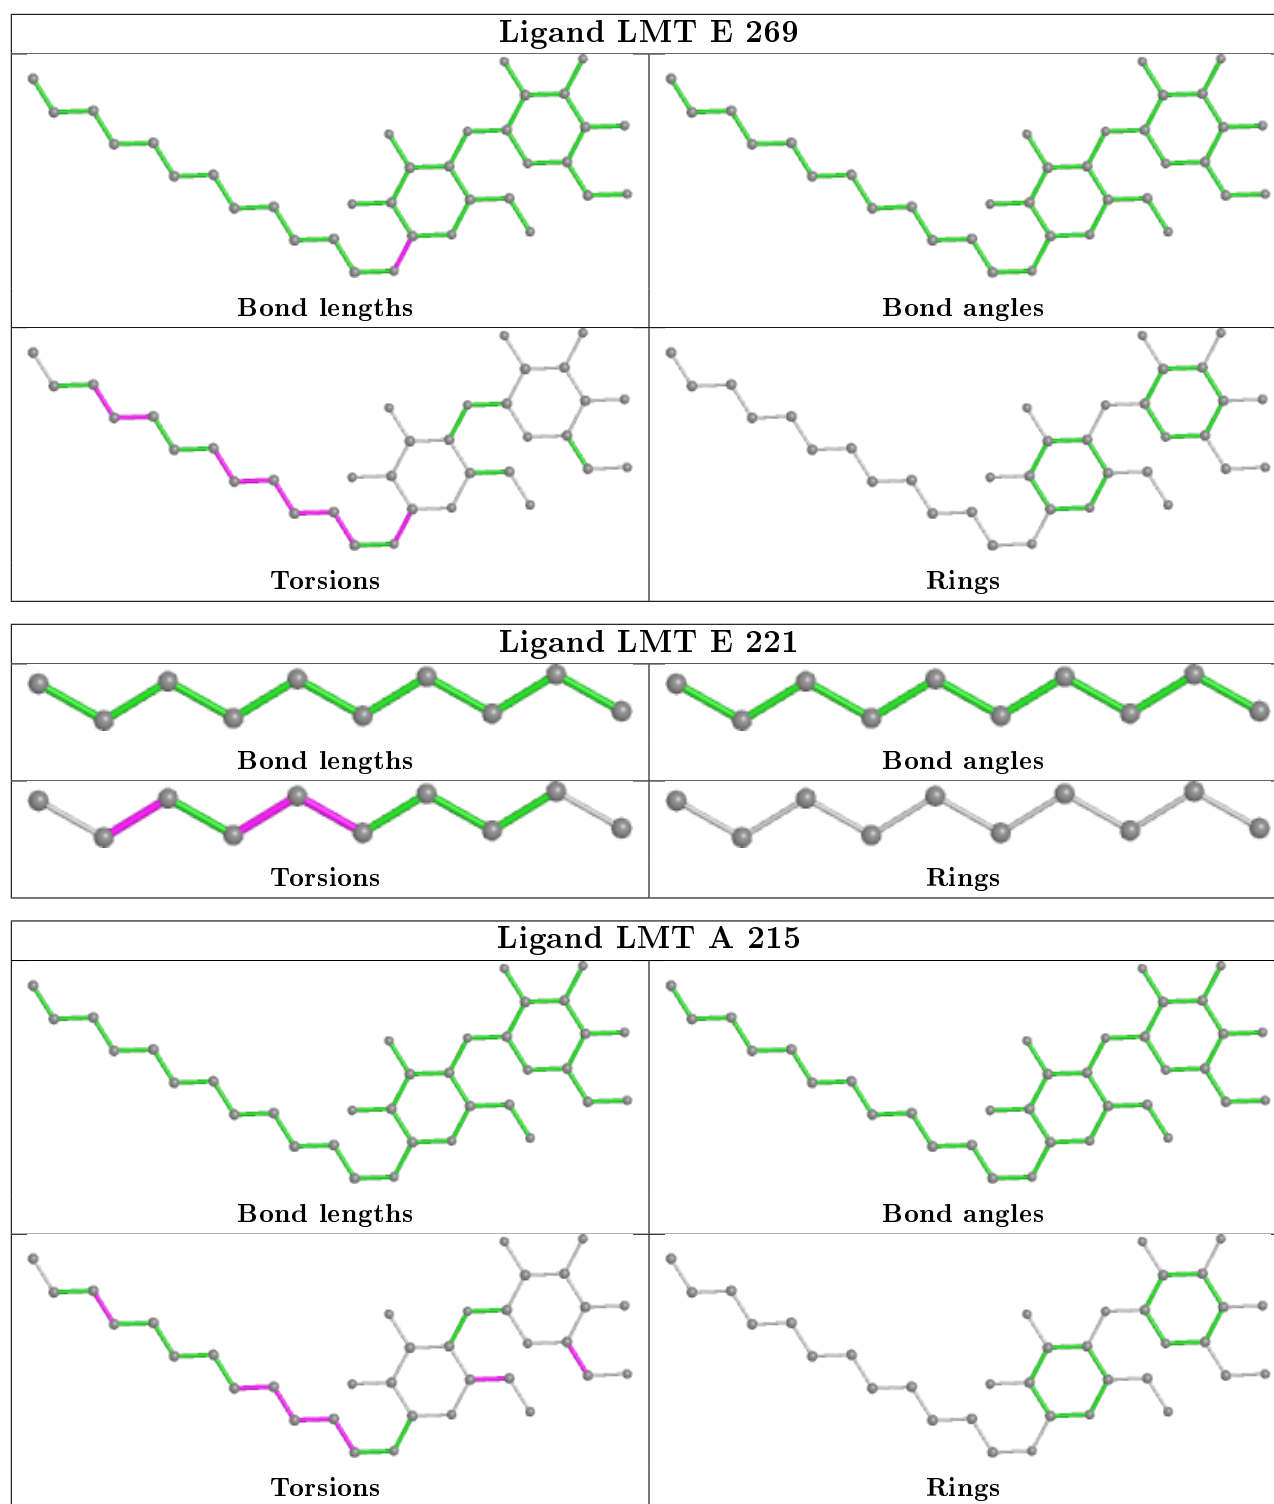 Ligand LMT E 269
Bond lengths
Bond angles
Torsions
Rings
Ligand LMT E 221
Bond lengths
Bond angles
Torsions
Rings
Ligand LMT A 215
Bond lengths
Bond angles
Torsions
Rings